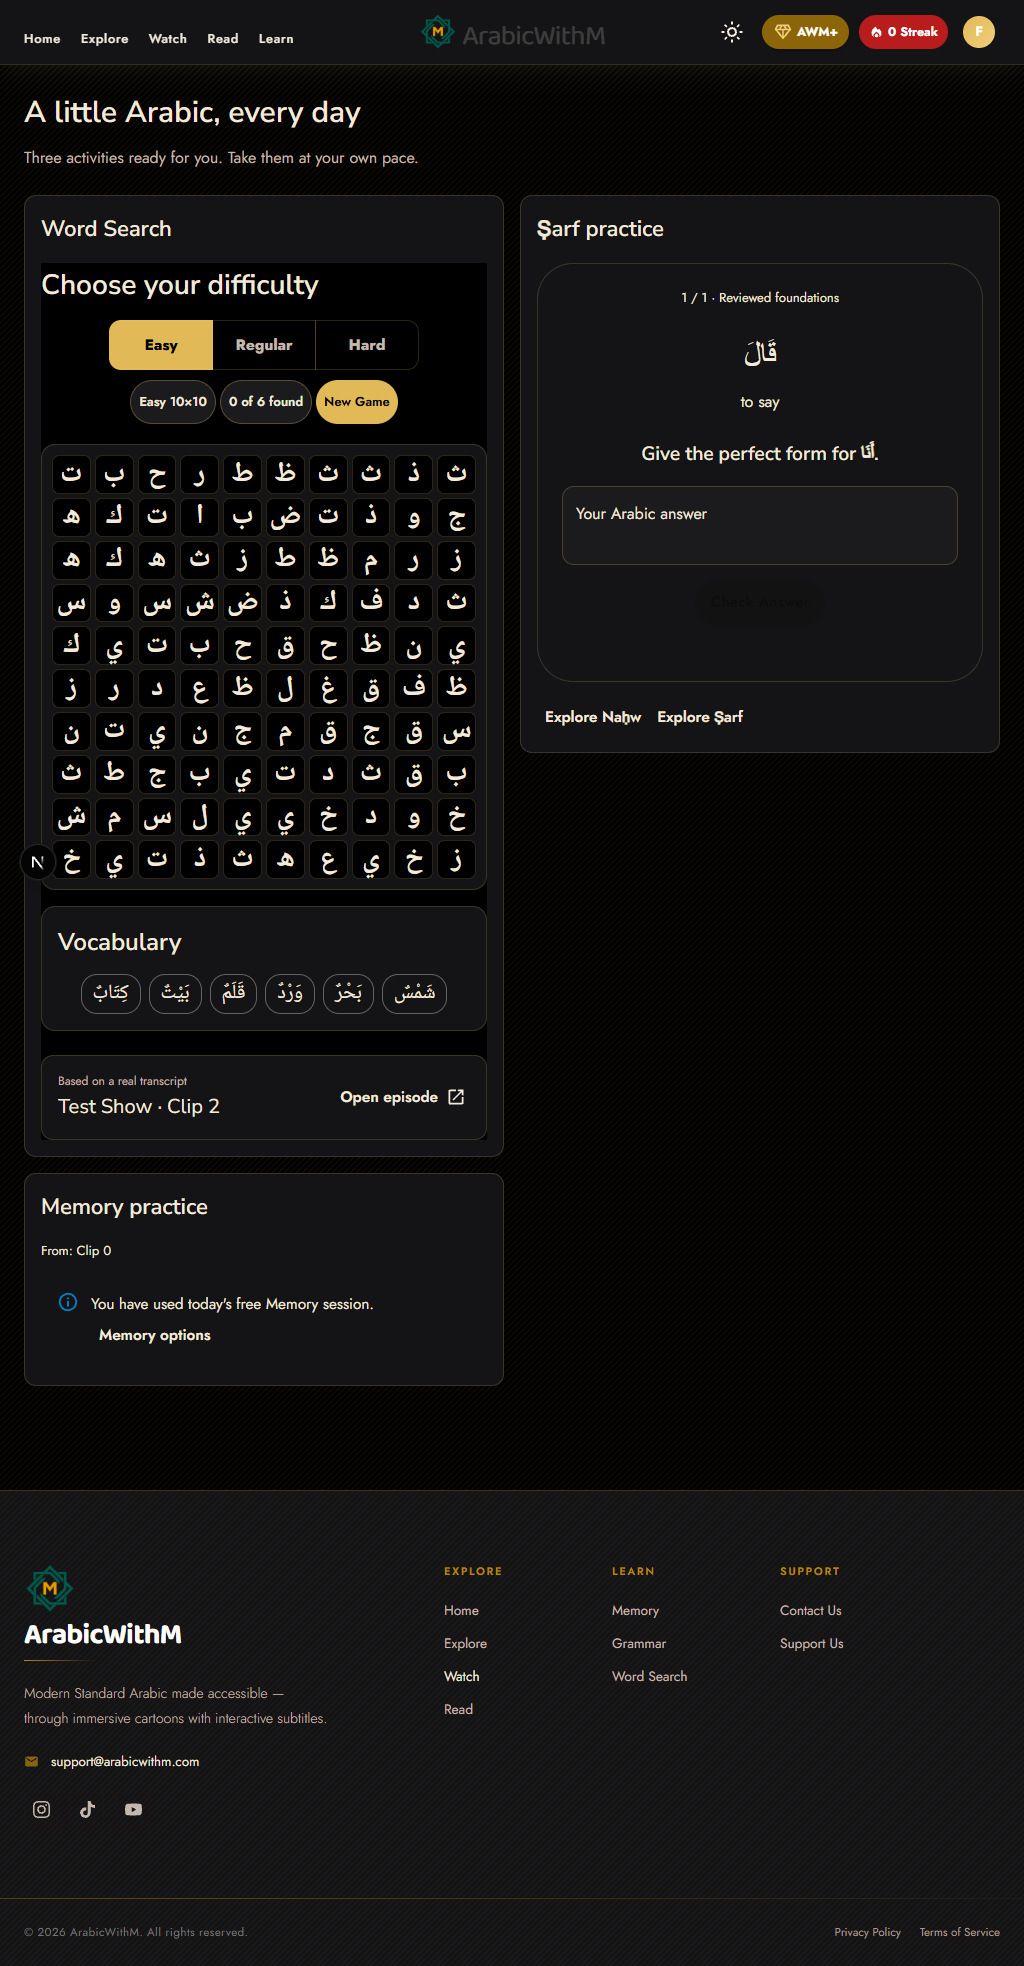 Home Explore Watch Read Learn
ArabicWithM
AWM+
0 Streak
F
A little Arabic, every day
Three activities ready for you. Take them at your own pace.
Word Search
Choose your difficulty
Easy Regular Hard
Easy 10×10 0 of 6 found New Game
ت ب ح ر ط ظ ث ث ذ ث
ه ك ت ا ب ض ت ذ و ج
ه ك ه ث ز ط ظ م ر ز
س و س ش ض ذ ك ف د ث
ك ي ت ب ح ق ح ظ ن ي
ز ر د ع ظ ل غ ق ف ظ
ن ت ي ن ج م ق ج ق س
ث ط ج ب ي ت د ث ق ب
ش م س ل ي ي خ د و خ
خ ي ت ذ ث ه ع ي خ ز
N
Vocabulary
كِتَابٌ بَيْتٌ قَلَمٌ وَرْدٌ بَحْرٌ شَمْسٌ
Based on a real transcript
Test Show · Clip 2
Open episode
Memory practice
From: Clip 0
You have used today's free Memory session.
Memory options
Ṣarf practice
1 / 1 · Reviewed foundations
قَالَ
to say
Give the perfect form for أَنَا.
Your Arabic answer
Check Answer
Explore Naḥw Explore Ṣarf
M
ArabicWithM
Modern Standard Arabic made accessible —
through immersive cartoons with interactive subtitles.
support@arabicwithm.com
EXPLORE
Home
Explore
Watch
Read
LEARN
Memory
Grammar
Word Search
SUPPORT
Contact Us
Support Us
© 2026 ArabicWithM. All rights reserved.
Privacy Policy Terms of Service